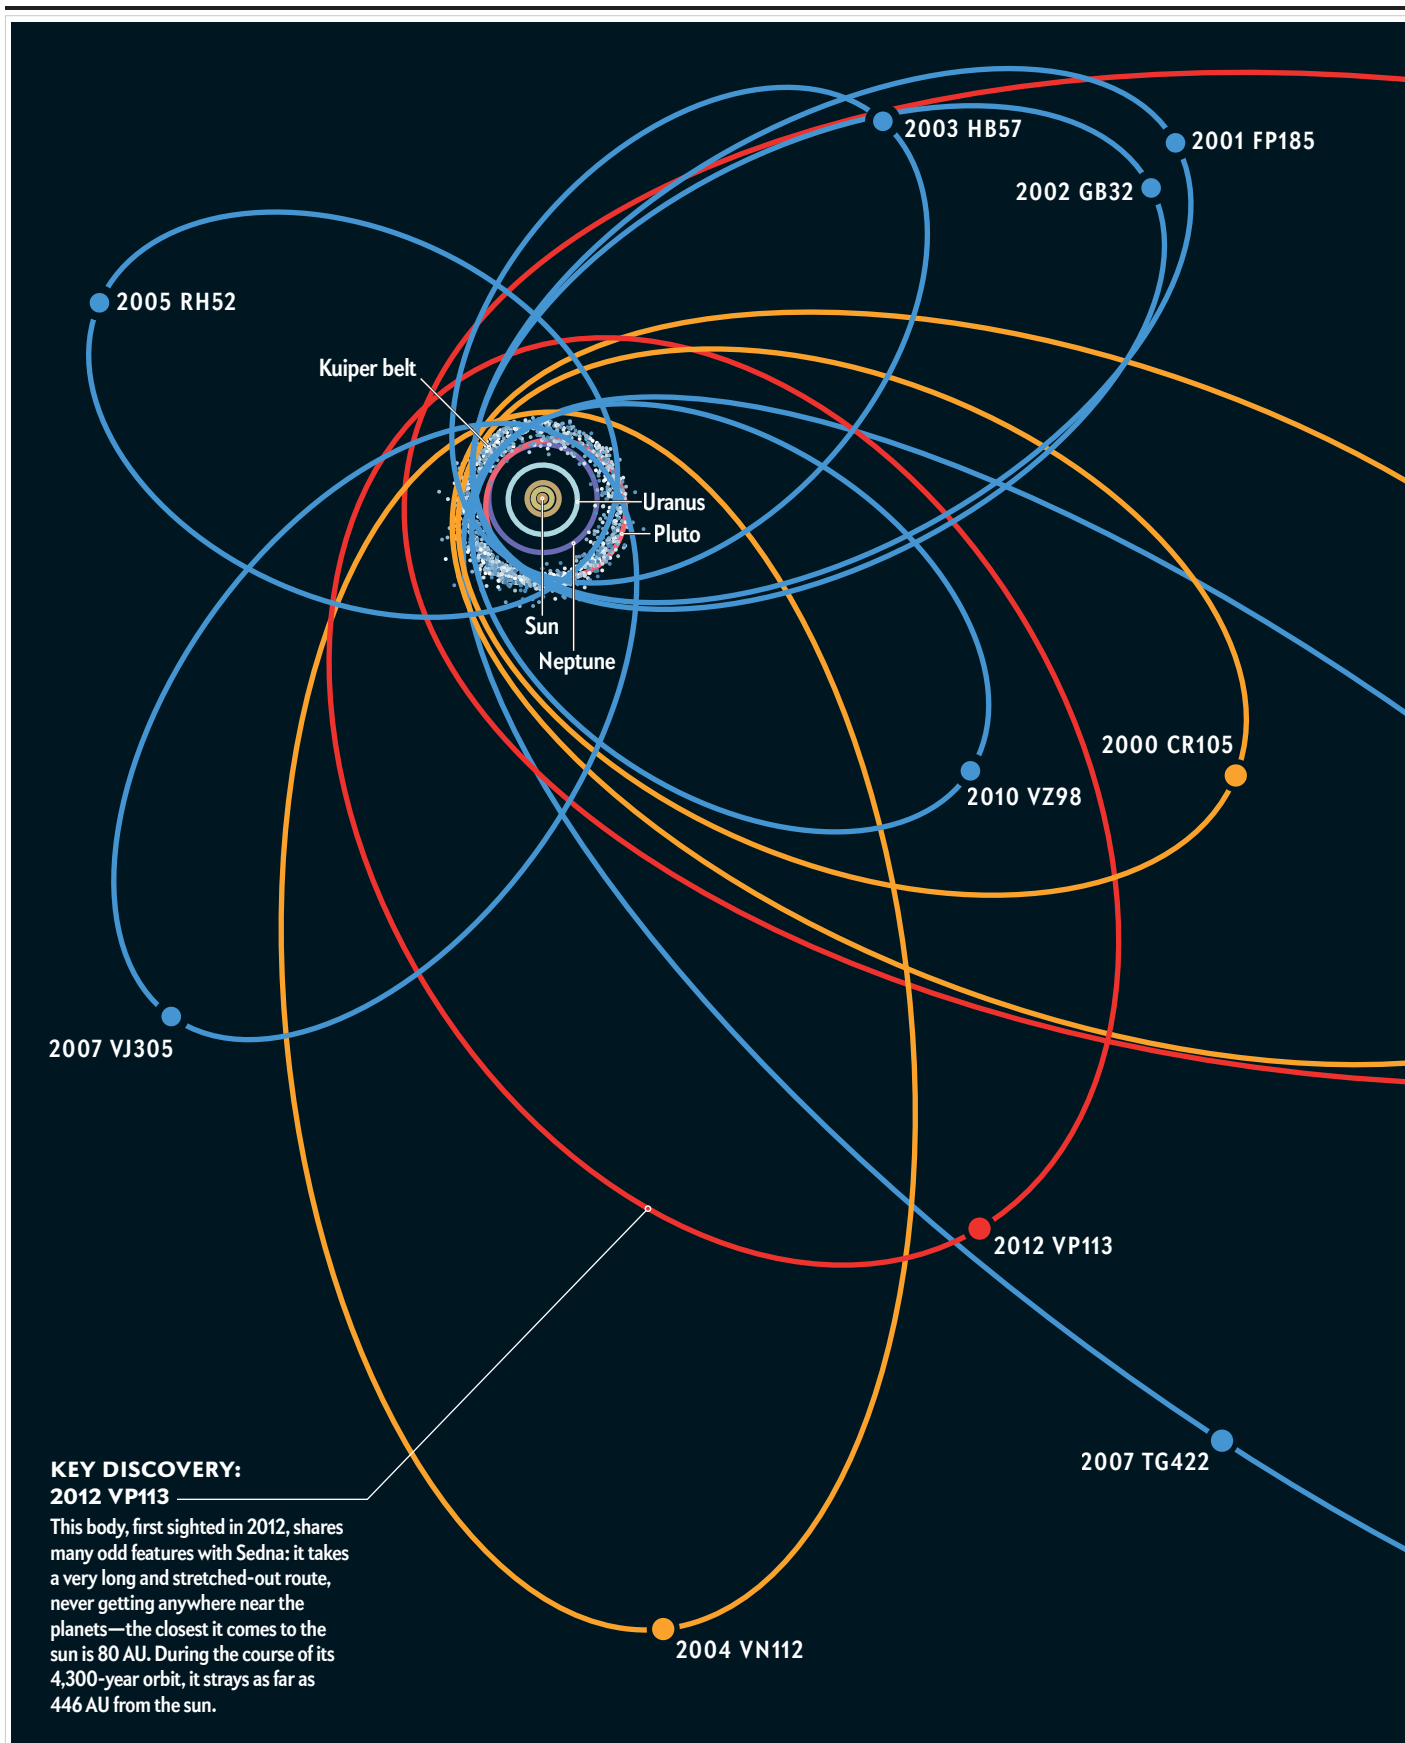 2003 HB57
2001 FP185
2002 GB32
2005 RH52
Kuiper belt
Uranus
Pluto
Sun
Neptune
2000 CR105
2010 VZ98
2007 VJ305
2012 VP113
2007 TG422
KEY DISCOVERY:
2012 VP113
This body, first sighted in 2012, shares
many odd features with Sedna: it takes
a very long and stretched-out route,
never getting anywhere near the
planets—the closest it comes to the
sun is 80 AU. During the course of its
4,300-year orbit, it strays as far as
446 AU from the sun.
2004 VN112